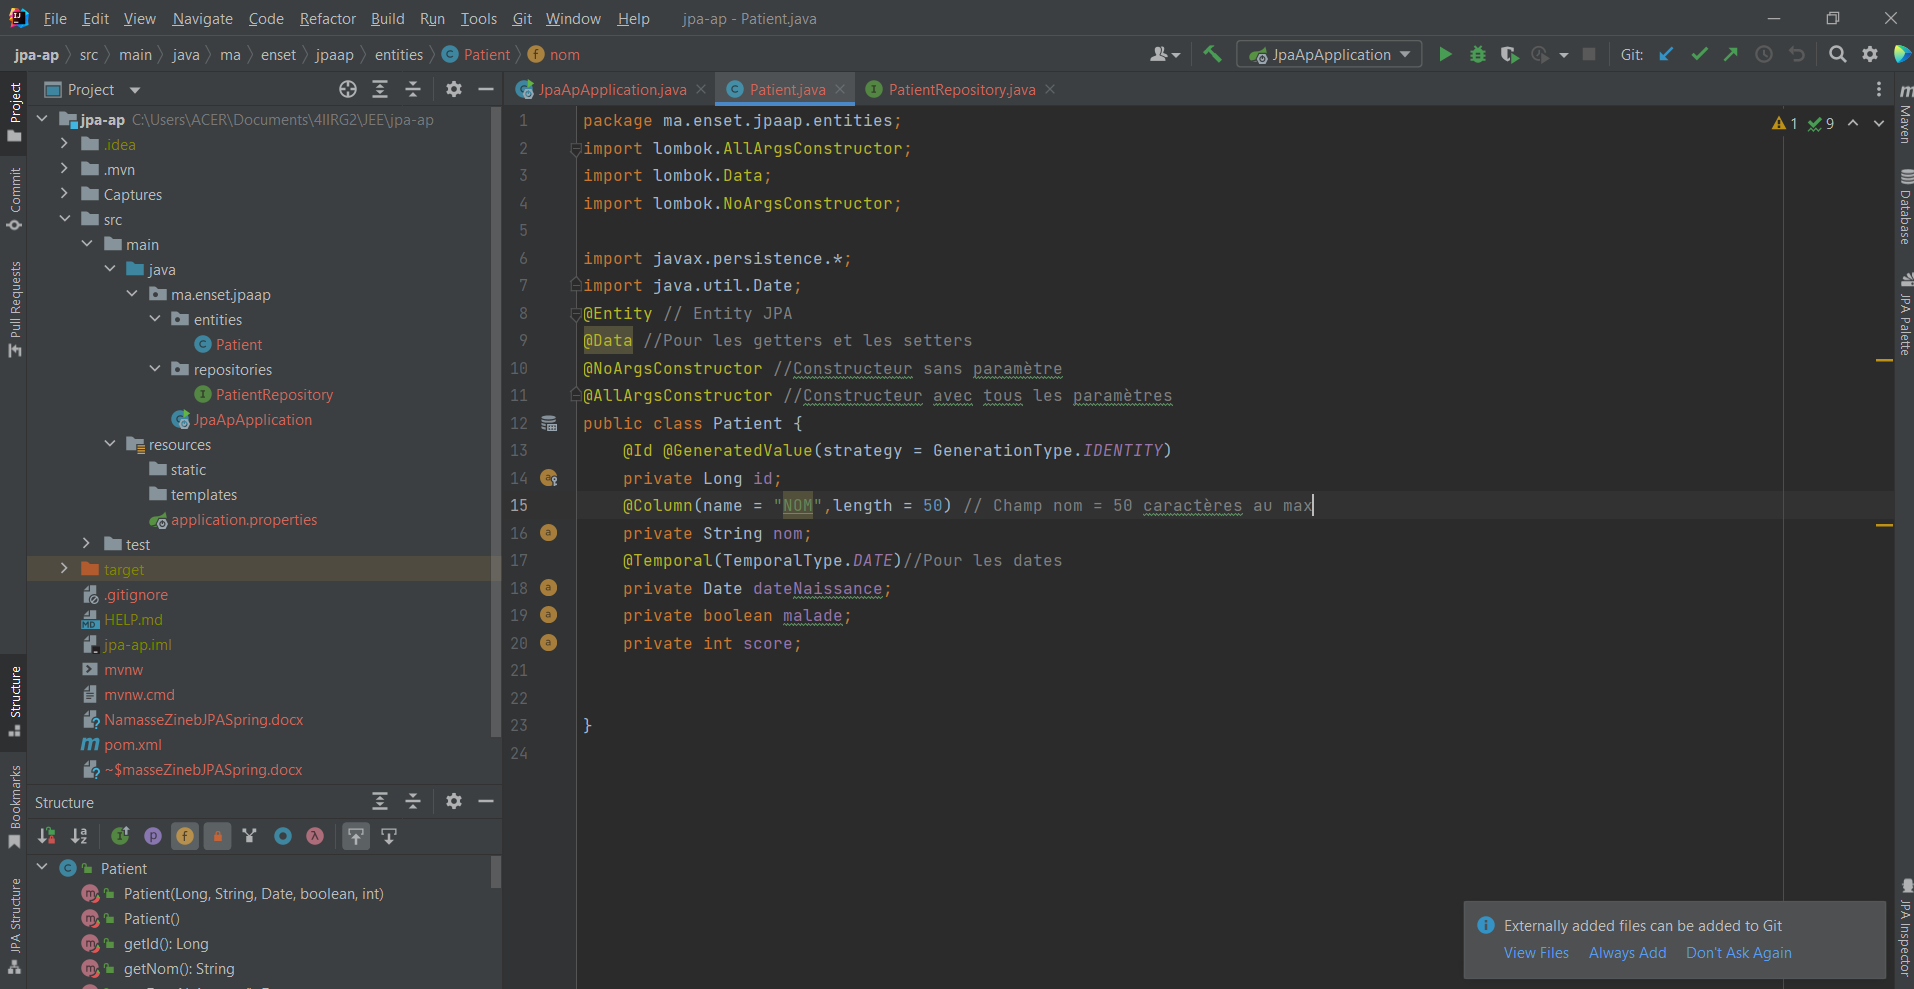 File Edit View Navigate Code Refactor Build Run Tools Git Window Help jpa-ap - Patient.java
jpa-ap src main java ma enset jpaap entities Patient nom
JpaApApplication Git:
Project
JpaApApplication.java Patient.java PatientRepository.java
jpa-ap C:\Users\ACER\Documents\4IIRG2\JEE\jpa-ap
.idea
.mvn
Captures
src
main
java
ma.enset.jpaap
entities
Patient
repositories
PatientRepository
JpaApApplication
resources
static
templates
application.properties
test
target
.gitignore
HELP.md
jpa-ap.iml
mvnw
mvnw.cmd
NamasseZinebJPASpring.docx
pom.xml
~$masseZinebJPASpring.docx
Structure
Patient
Patient(Long, String, Date, boolean, int)
Patient()
getId(): Long
getNom(): String
1 package ma.enset.jpaap.entities;
2 import lombok.AllArgsConstructor;
3 import lombok.Data;
4 import lombok.NoArgsConstructor;
5
6 import javax.persistence.*;
7 import java.util.Date;
8 @Entity // Entity JPA
9 @Data //Pour les getters et les setters
10 @NoArgsConstructor //Constructeur sans paramètre
11 @AllArgsConstructor //Constructeur avec tous les paramètres
12 public class Patient {
13 @Id @GeneratedValue(strategy = GenerationType.IDENTITY)
14 private Long id;
15 @Column(name = "NOM",length = 50) // Champ nom = 50 caractères au max
16 private String nom;
17 @Temporal(TemporalType.DATE)//Pour les dates
18 private Date dateNaissance;
19 private boolean malade;
20 private int score;
21
22
23 }
24
1 9
Project
Commit
Pull Requests
Structure
Bookmarks
JPA Structure
Maven
Database
JPA Palette
JPA Inspector
Externally added files can be added to Git
View Files Always Add Don't Ask Again